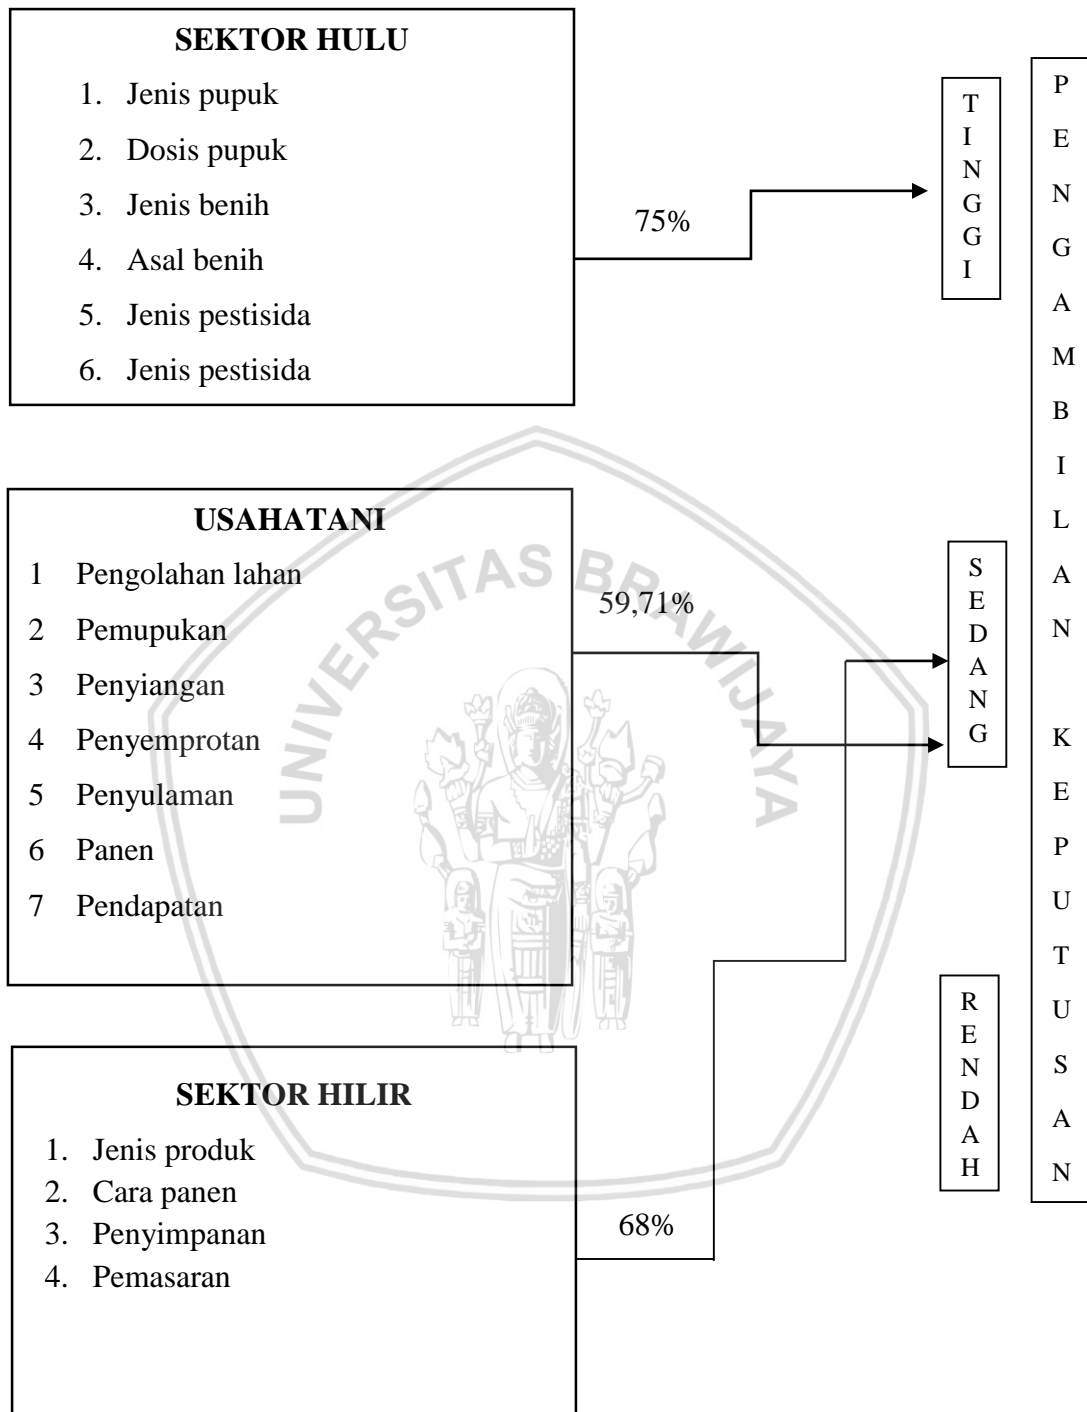 SEKTOR HULU
1. Jenis pupuk
2. Dosis pupuk
3. Jenis benih
4. Asal benih
5. Jenis pestisida
6. Jenis pestisida
75%
TINGGI
USAHATANI
1 Pengolahan lahan
2 Pemupukan
3 Penyiangan
4 Penyemprotan
5 Penyulaman
6 Panen
7 Pendapatan
59,71%
SEDANG
SEKTOR HILIR
1. Jenis produk
2. Cara panen
3. Penyimpanan
4. Pemasaran
68%
RENDAH
PENGAMBILAN KEPUTUSAN
UNIVERSITAS BRAWIJAYA